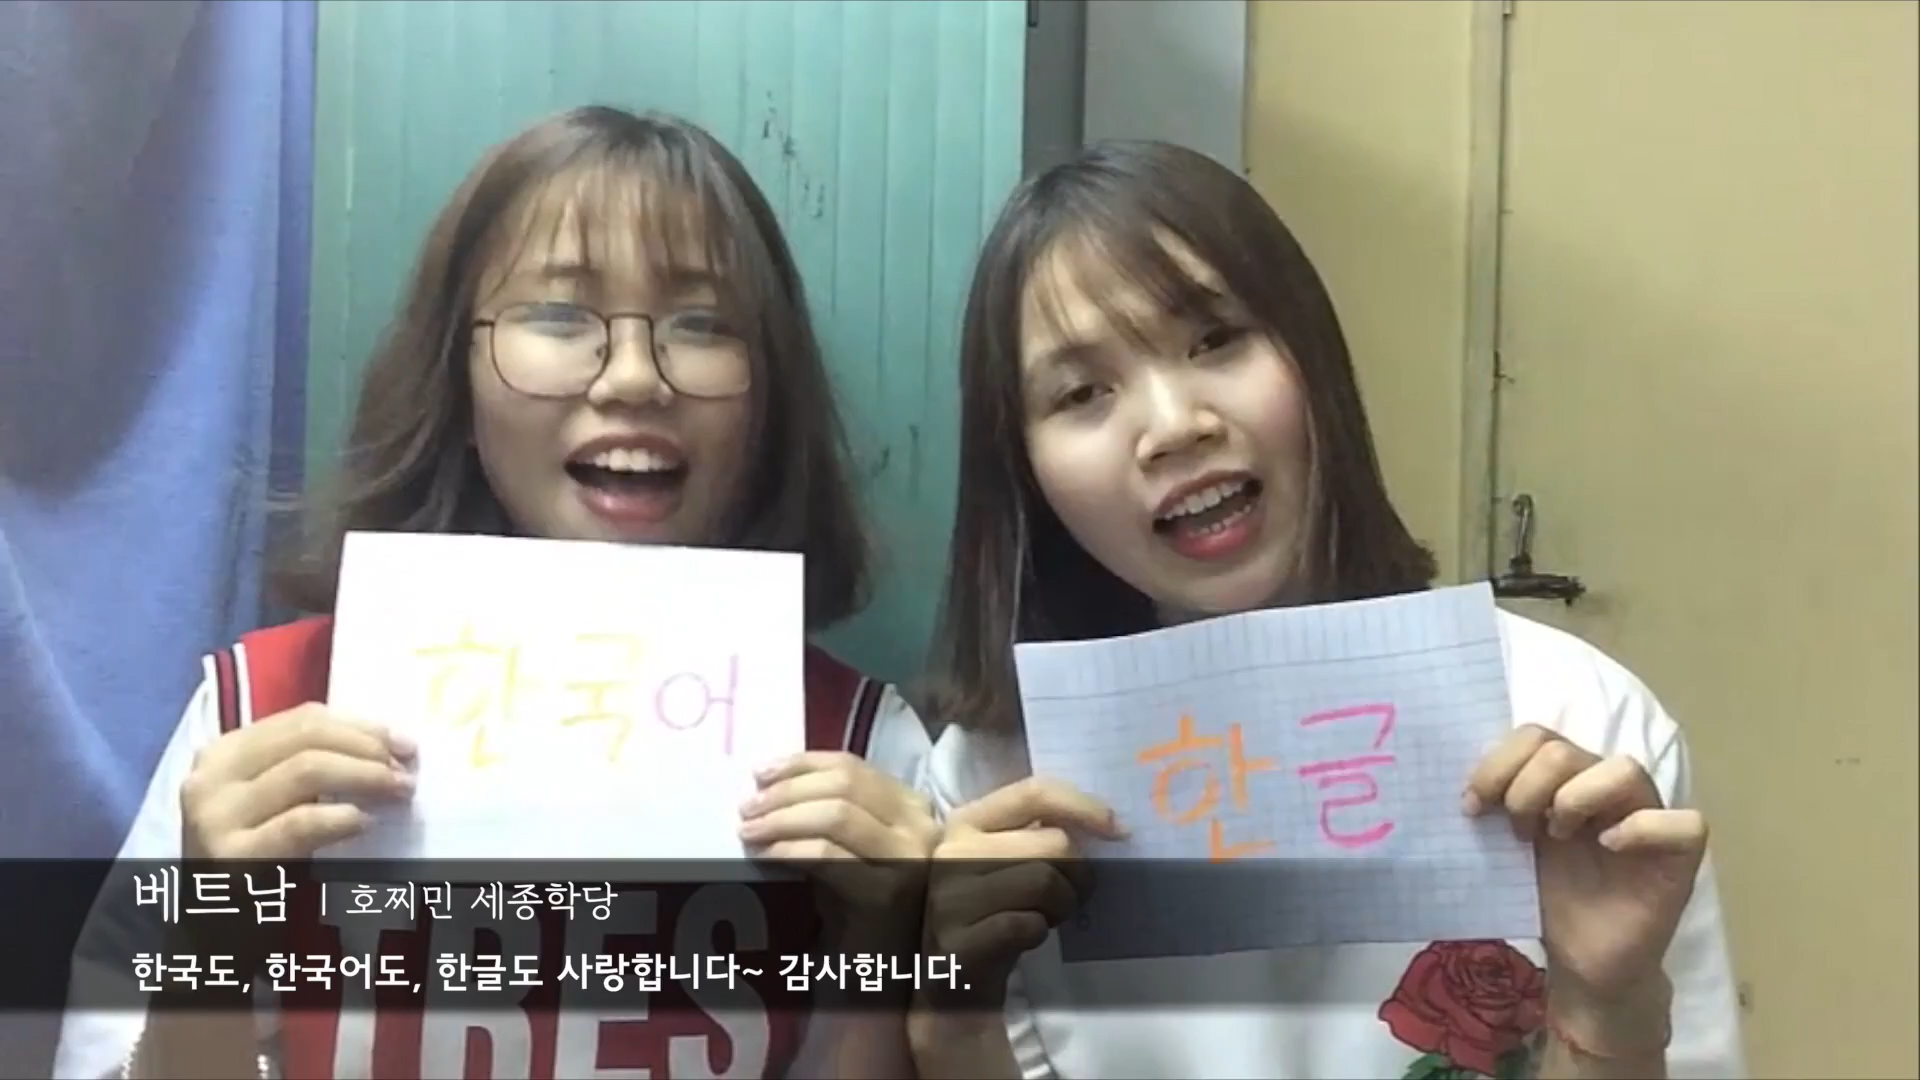 한국어
한글
베트남 | 호찌민 세종학당
한국도, 한국어도, 한글도 사랑합니다~ 감사합니다.